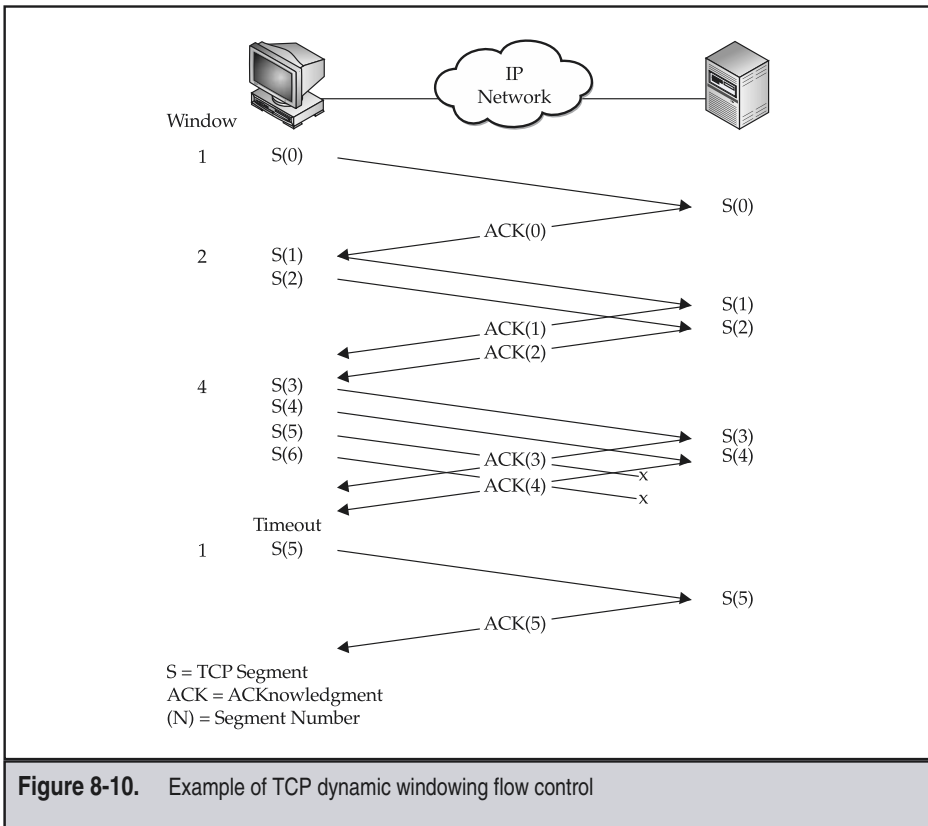 IP
Network
Window
1 S(0)
S(0)
ACK(0)
2 S(1)
S(2)
S(1)
ACK(1) S(2)
ACK(2)
4 S(3)
S(4)
S(5)
S(3)
S(6) ACK(3) S(4)
x
ACK(4)
x
Timeout
1 S(5)
S(5)
ACK(5)
S = TCP Segment
ACK = ACKnowledgment
(N) = Segment Number
Figure 8-10. Example of TCP dynamic windowing flow control